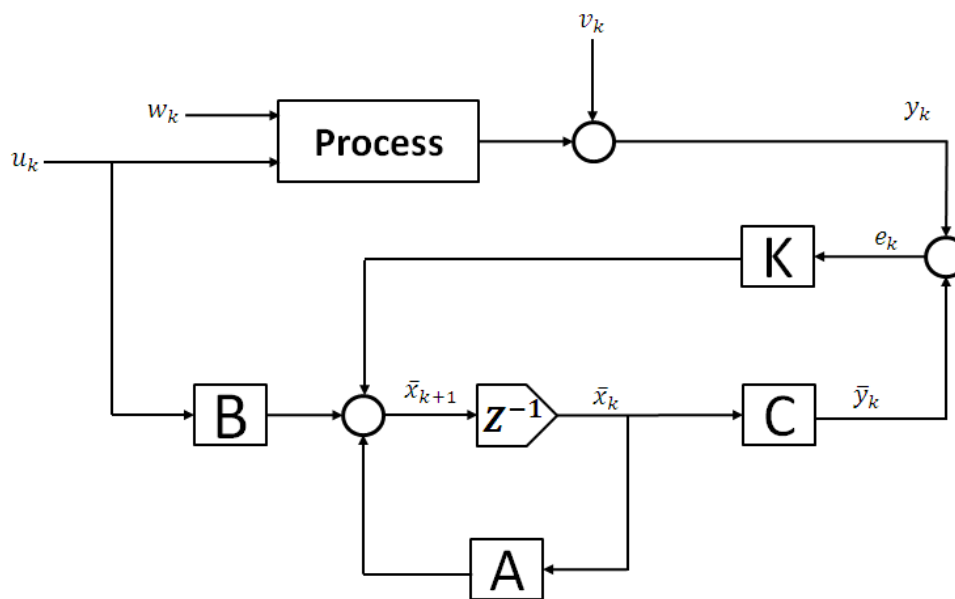 v_k
w_k
Process
y_k
u_k
K
e_k
B
x̄_{k+1}
z^{-1}
x̄_k
C
ȳ_k
A